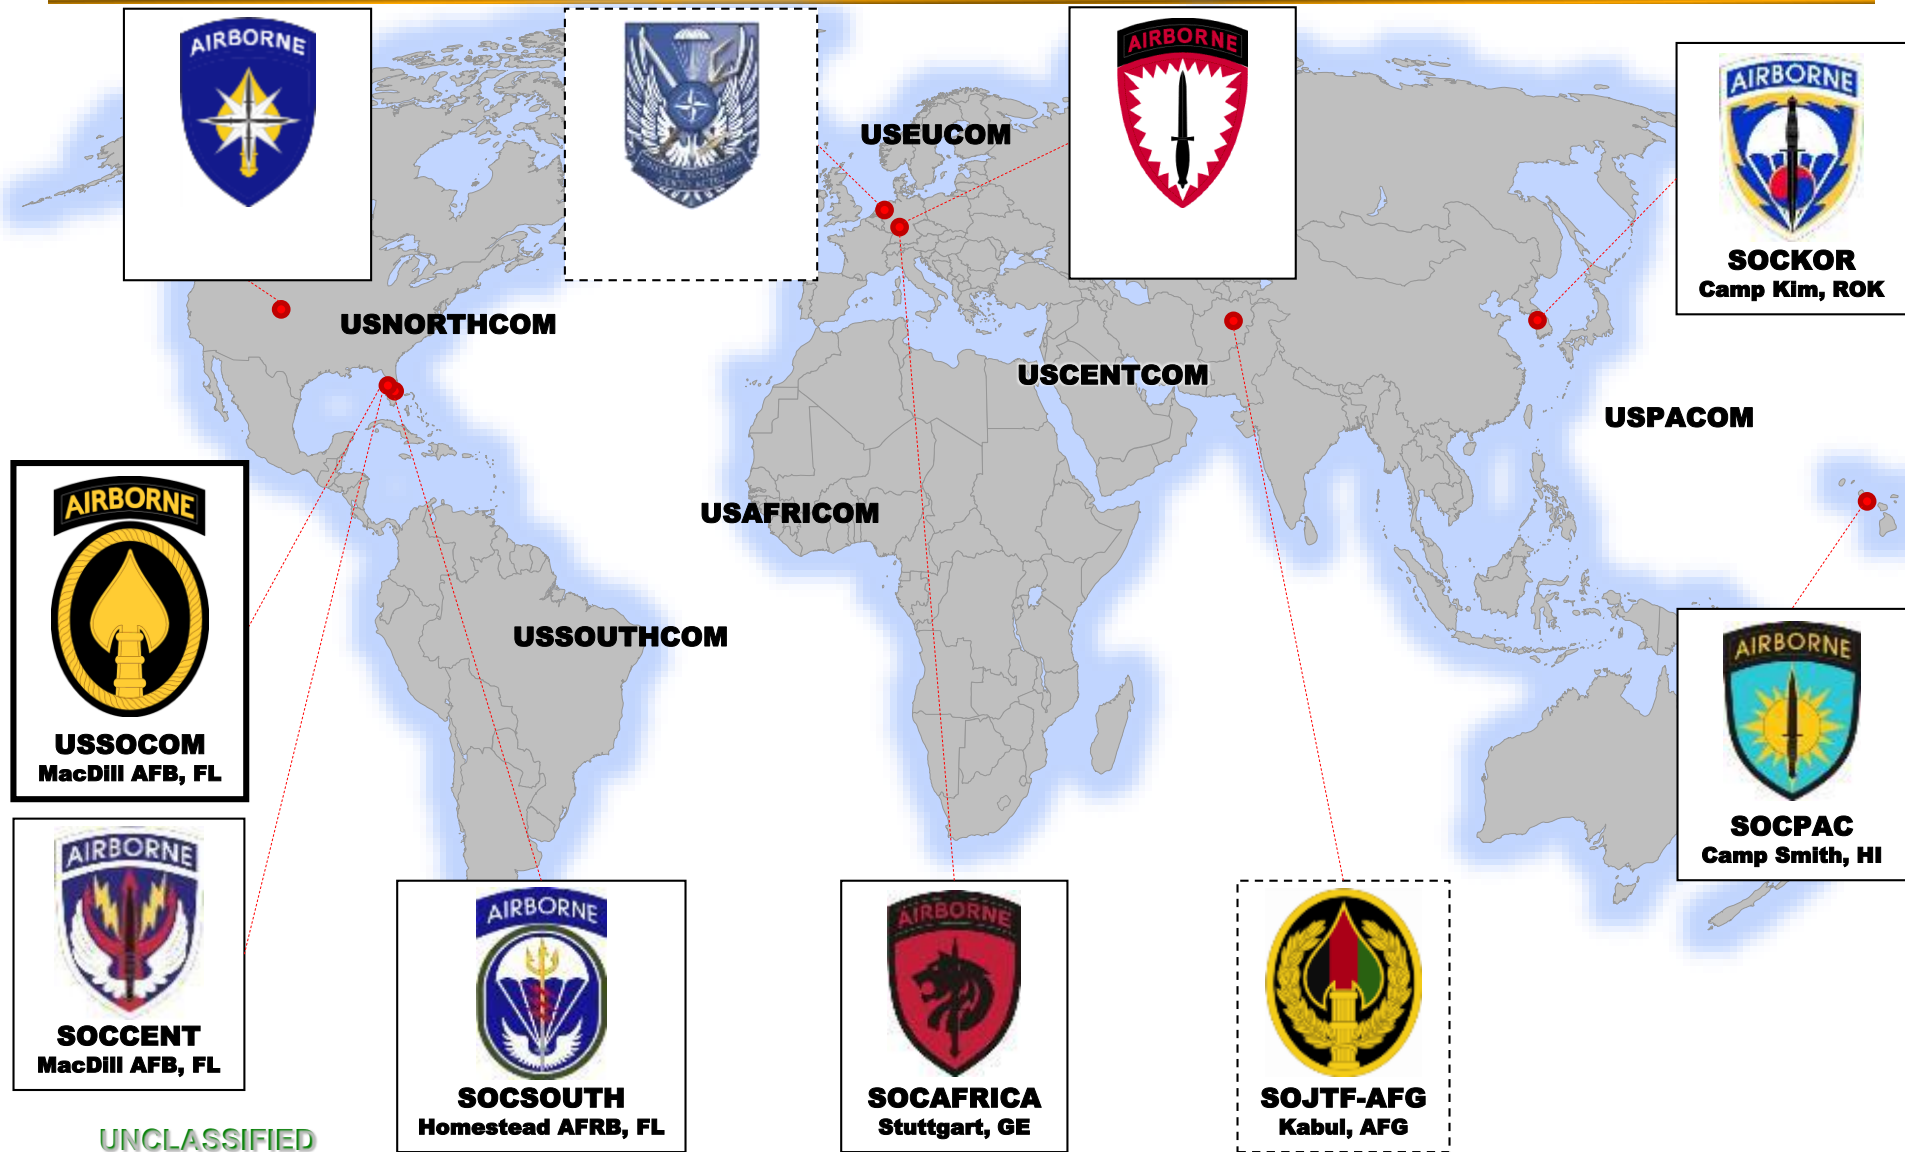 AIRBORNE
AIRBORNE
AIRBORNE
USEUCOM
SOCKOR
Camp Kim, ROK
USNORTHCOM
USCENTCOM
USPACOM
USAFRICOM
USSOUTHCOM
AIRBORNE
USSOCOM
MacDill AFB, FL
AIRBORNE
SOCPAC
Camp Smith, HI
AIRBORNE
SOCCENT
MacDill AFB, FL
AIRBORNE
SOCSOUTH
Homestead AFRB, FL
AIRBORNE
SOCAFRICA
Stuttgart, GE
SOJTF-AFG
Kabul, AFG
UNCLASSIFIED